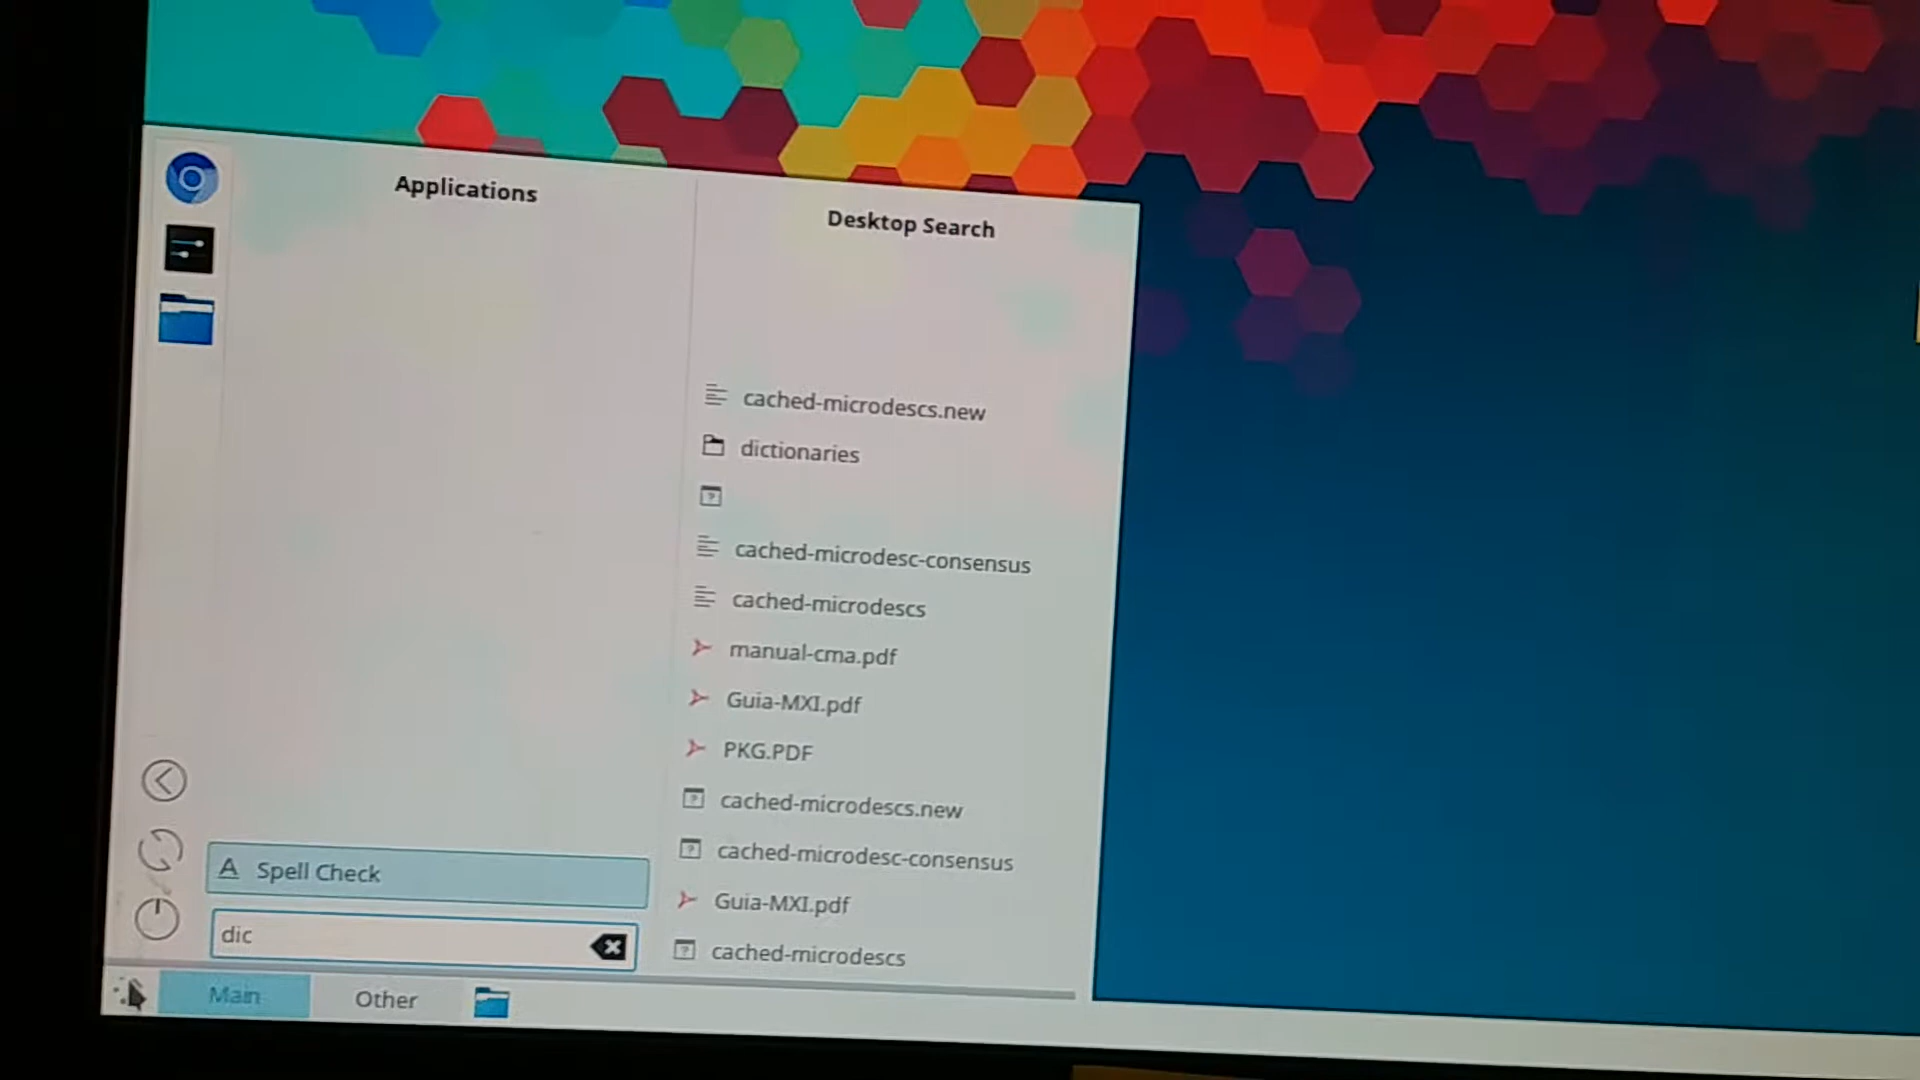 Applications
Desktop Search
cached-microdescs.new
dictionaries
cached-microdesc-consensus
cached-microdescs
manual-cma.pdf
Guia-MXI.pdf
PKG.PDF
cached-microdescs.new
cached-microdesc-consensus
Guia-MXI.pdf
cached-microdescs
A Spell Check
dic
Main
Other